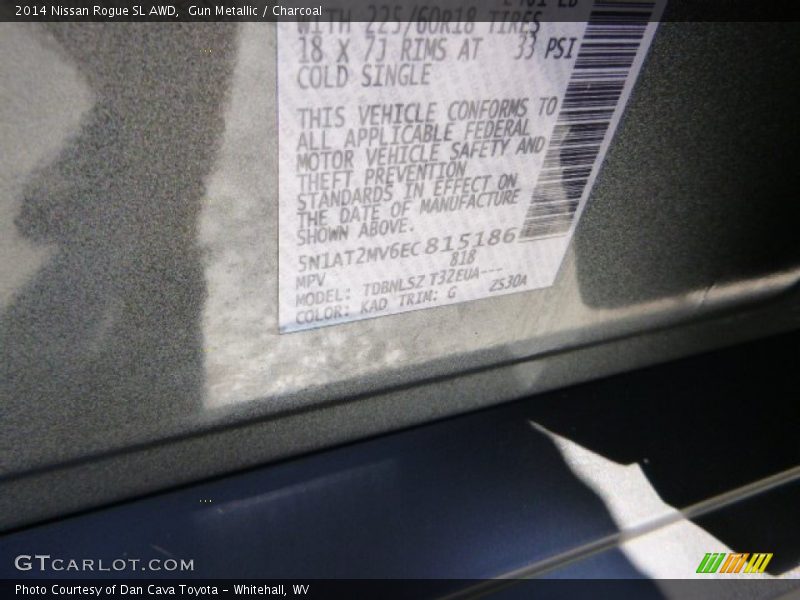 2014 Nissan Rogue SL AWD,  Gun Metallic / Charcoal
WITH 225/60R18 TIRES
18 X 7J RIMS AT 33 PSI
COLD SINGLE
THIS VEHICLE CONFORMS TO
ALL APPLICABLE FEDERAL
MOTOR VEHICLE SAFETY AND
THEFT PREVENTION
STANDARDS IN EFFECT ON
THE DATE OF MANUFACTURE
SHOWN ABOVE.
5N1AT2MV6EC815186
MPV 818
MODEL: TDBNLSZ T32EUA---
COLOR: KAD TRIM: G ZS30A
GTCARLOT.COM
Photo Courtesy of Dan Cava Toyota – Whitehall, WV